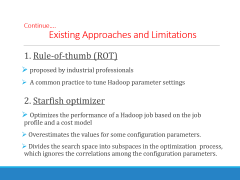 Continue….
Existing Approaches and Limitations
1. Rule-of-thumb (ROT)
➢ proposed by industrial professionals
➢ A common practice to tune Hadoop parameter settings
2. Starfish optimizer
➢ Optimizes the performance of a Hadoop job based on the job
profile and a cost model
➢ Overestimates the values for some configuration parameters.
➢ Divides the search space into subspaces in the optimization process,
which ignores the correlations among the configuration parameters.